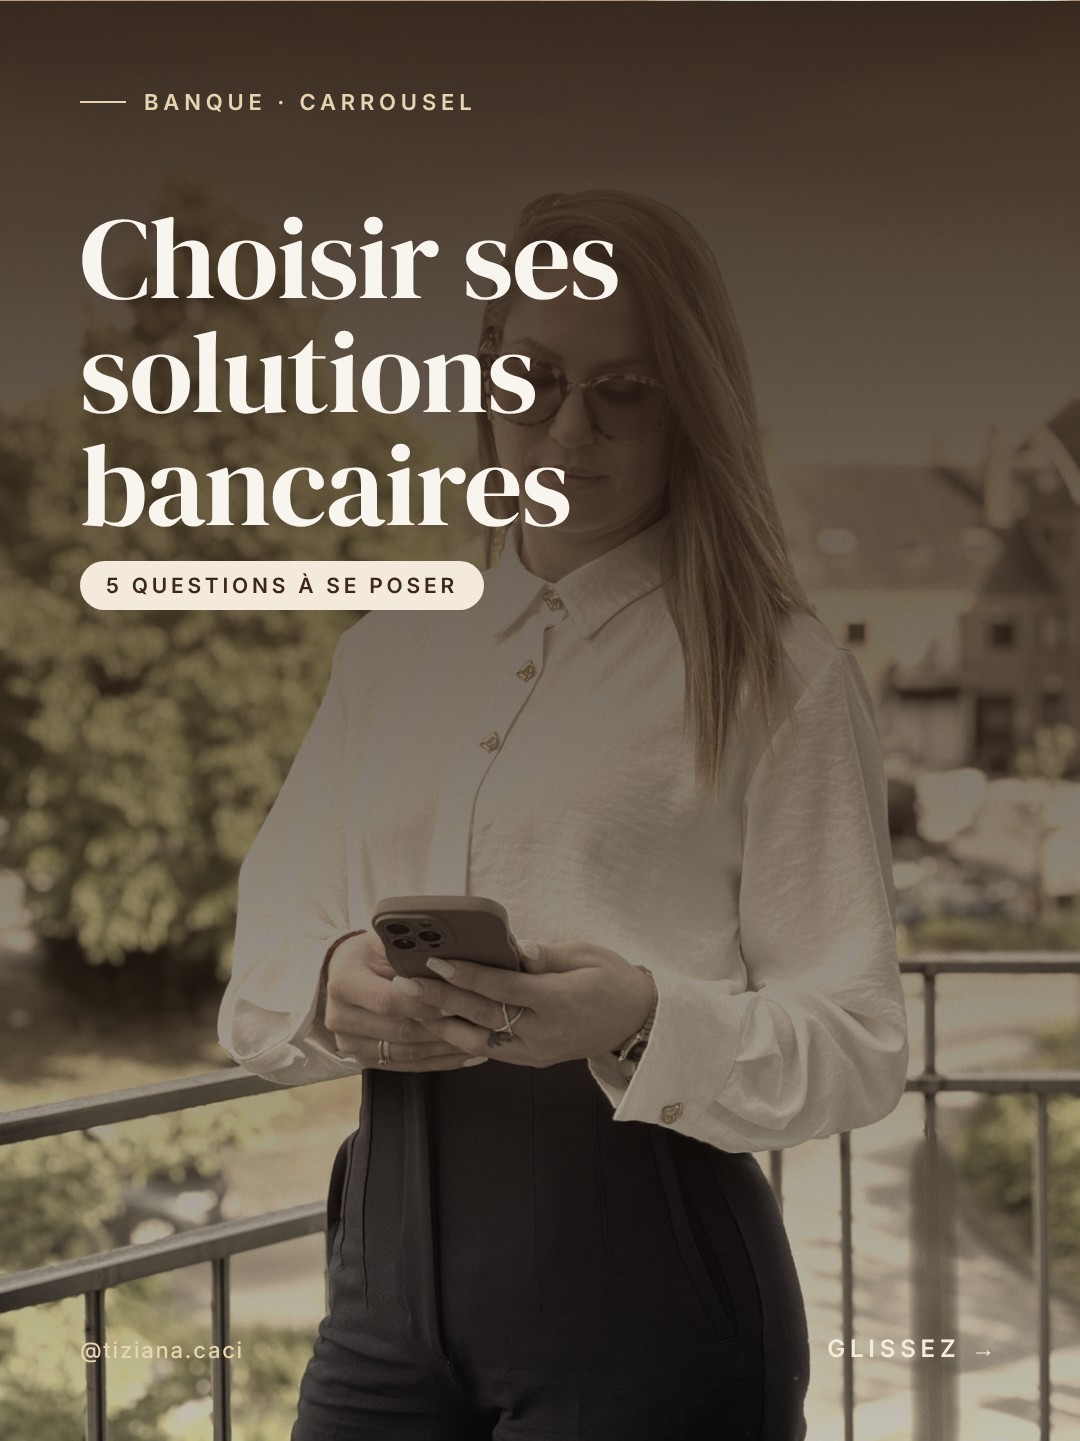 BANQUE · CARROUSEL
Choisir ses
solutions
bancaires
5 QUESTIONS À SE POSER
@tiziana.caci
GLISSEZ →